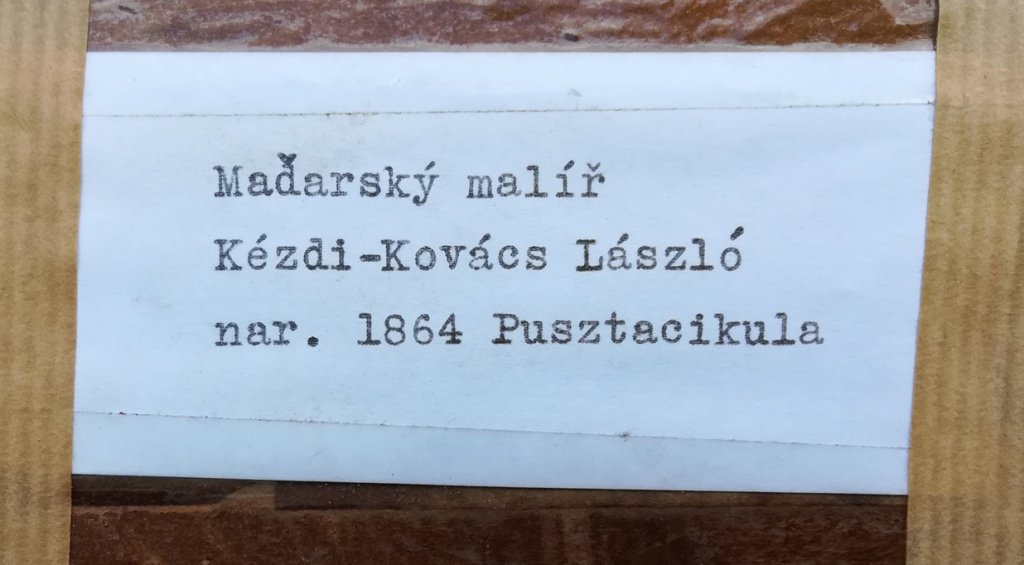 Maďarský malíř
Kézdi-Kovács László
nar. 1864 Pusztacikula